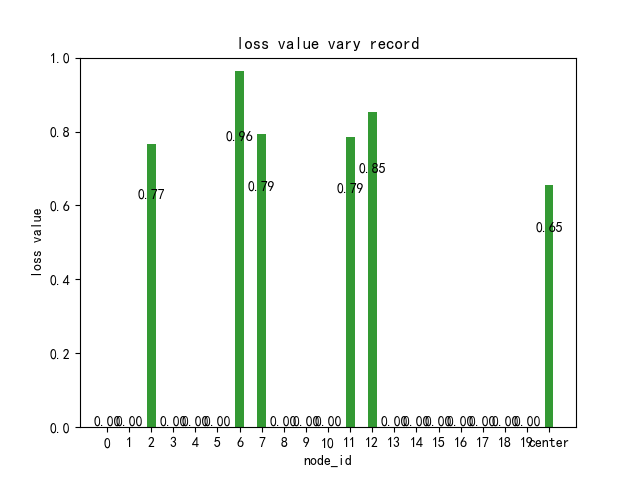 loss value vary record
loss value
1.0
0.8
0.6
0.4
0.2
0.0
0.00 0.00 0.77 0.00 0.00 0.00 0.96 0.79 0.00 0.00 0.00 0.79 0.85 0.00 0.00 0.00 0.00 0.00 0.00 0.00 0.65
0 1 2 3 4 5 6 7 8 9 10 11 12 13 14 15 16 17 18 19 center
node_id